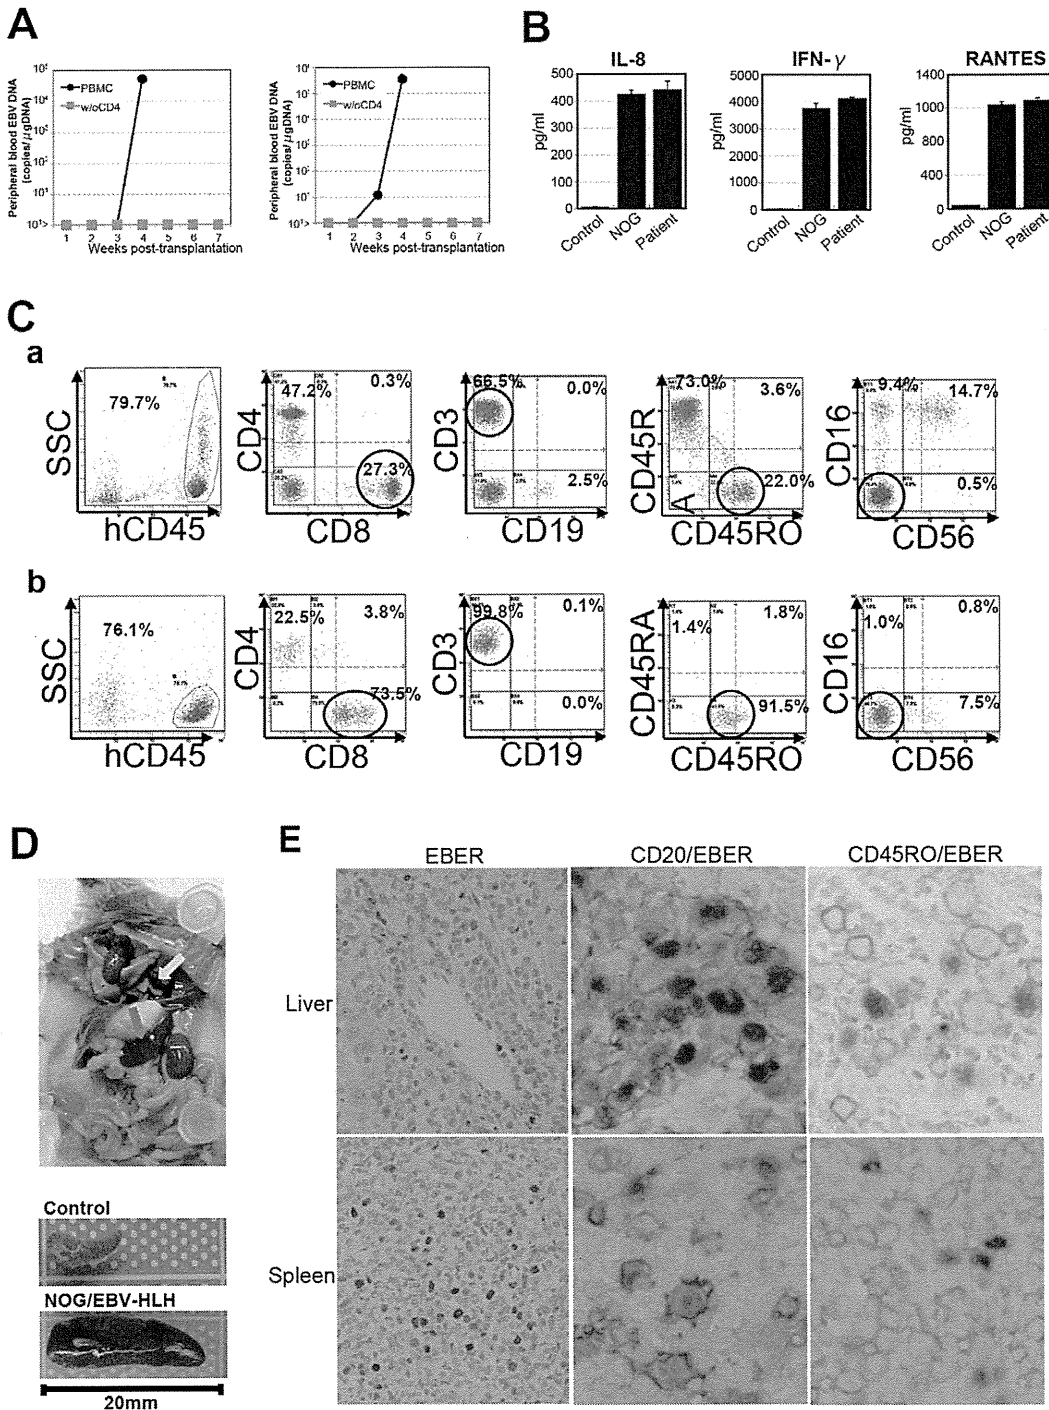 A
Peripheral blood EBV DNA
(copies/μgDNA)
PBMC
w/oCD4
1 2 3 4 5 6 7
Weeks post-transplantation
Peripheral blood EBV DNA
(copies/μgDNA)
PBMC
w/oCD4
1 2 3 4 5 6 7
Weeks post-transplantation
B
IL-8
pg/ml
500
400
300
200
100
0
Control NOG Patient
IFN-γ
pg/ml
5000
4000
3000
2000
1000
0
Control NOG Patient
RANTES
pg/ml
1400
1200
800
400
0
Control NOG Patient
C
a
SSC
79.7%
hCD45
CD4
47.2% 0.3%
27.3%
CD8
CD3
66.5% 0.0%
2.5%
CD19
CD45R
A
73.0% 3.6%
22.0%
CD45RO
CD16
9.4% 14.7%
0.5%
CD56
b
SSC
76.1%
hCD45
CD4
22.5% 3.8%
73.5%
CD8
CD3
99.8% 0.1%
0.0%
CD19
CD45RA
1.4% 1.8%
91.5%
CD45RO
CD16
1.0% 0.8%
7.5%
CD56
D
Control
NOG/EBV-HLH
20mm
E
EBER CD20/EBER CD45RO/EBER
Liver
Spleen